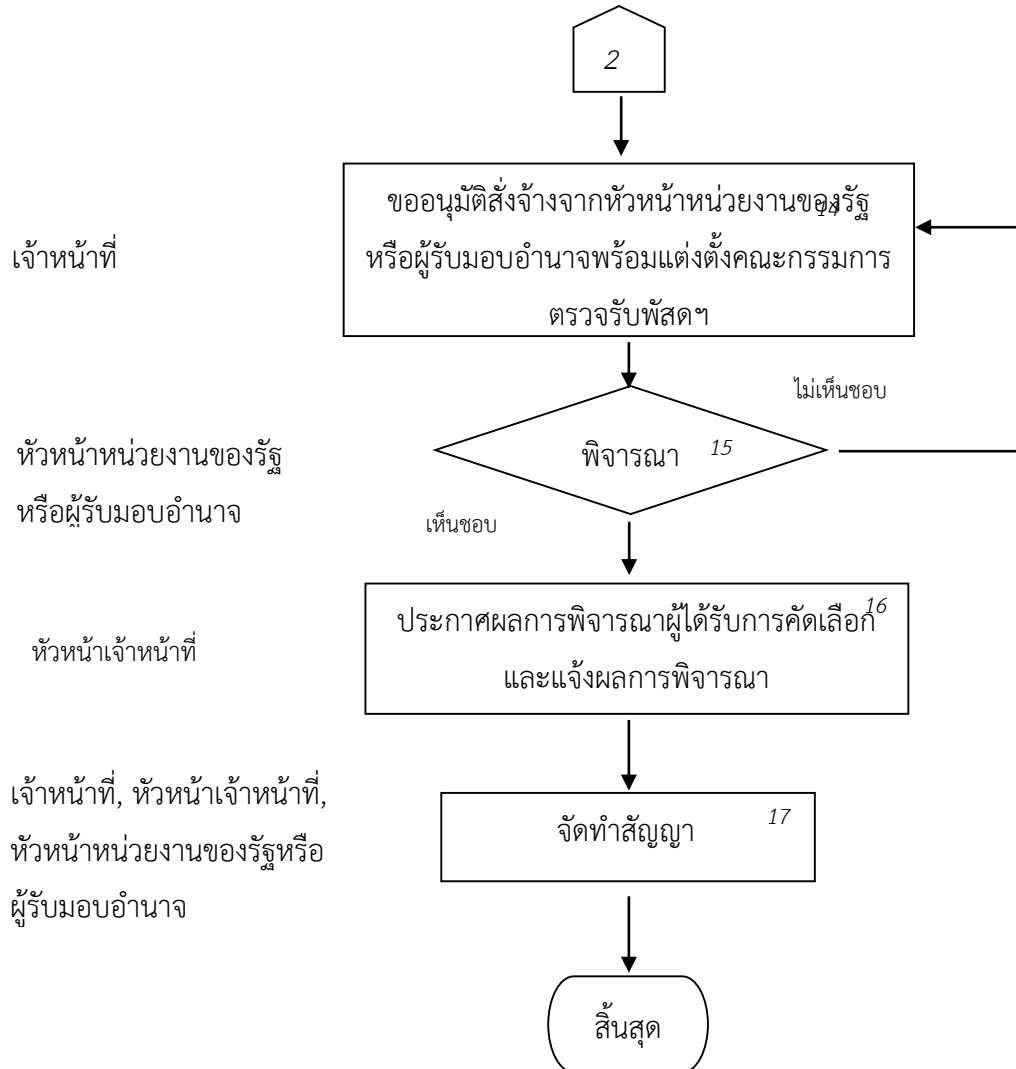 2
ขออนุมัติสั่งจ้างจากหัวหน้าหน่วยงานของรัฐ 14
เจ้าหน้าที่
หรือผู้รับมอบอำนาจพร้อมแต่งตั้งคณะกรรมการ
ตรวจรับพัสดุฯ
ไม่เห็นชอบ
หัวหน้าหน่วยงานของรัฐ
หรือผู้รับมอบอำนาจ
พิจารณา 15
เห็นชอบ
หัวหน้าเจ้าหน้าที่
ประกาศผลการพิจารณาผู้ได้รับการคัดเลือก 16
และแจ้งผลการพิจารณา
เจ้าหน้าที่, หัวหน้าเจ้าหน้าที่,
หัวหน้าหน่วยงานของรัฐหรือ
ผู้รับมอบอำนาจ
จัดทำสัญญา 17
สิ้นสุด